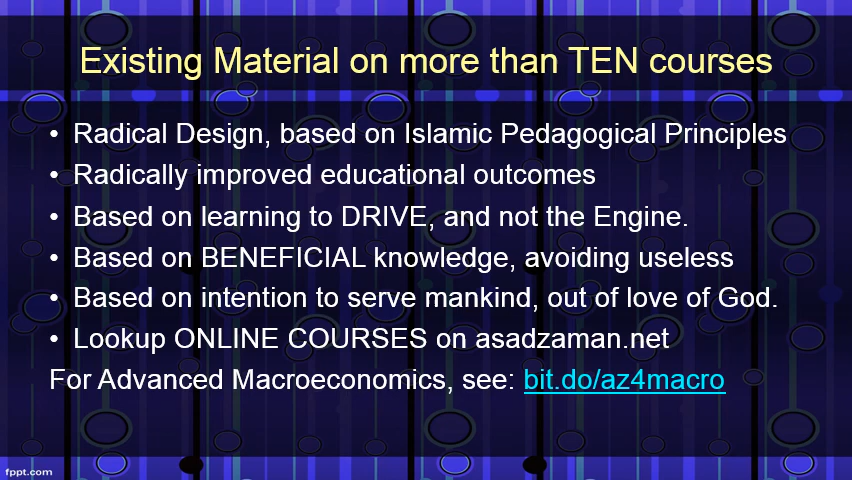 Existing Material on more than TEN courses
• Radical Design, based on Islamic Pedagogical Principles
• Radically improved educational outcomes
• Based on learning to DRIVE, and not the Engine.
• Based on BENEFICIAL knowledge, avoiding useless
• Based on intention to serve mankind, out of love of God.
• Lookup ONLINE COURSES on asadzaman.net
For Advanced Macroeconomics, see: bit.do/az4macro
fppt.com